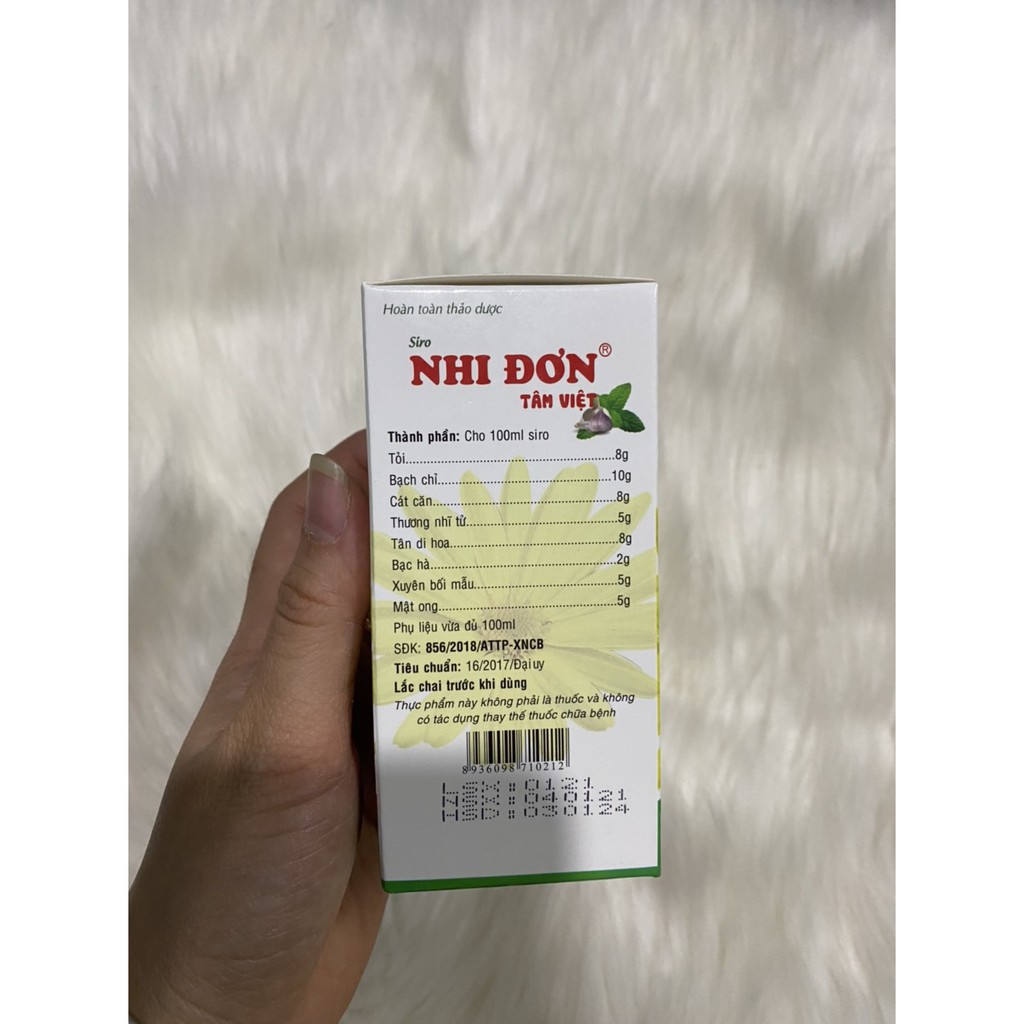 Hoàn toàn thảo dược
Siro
NHI ĐƠN®
TÂM VIỆT
Thành phần: Cho 100ml siro
Tỏi..........................................................8g
Bạch chỉ................................................10g
Cát căn...................................................8g
Thương nhĩ tử..........................................5g
Tân di hoa...............................................8g
Bạc hà....................................................2g
Xuyên bối mẫu........................................5g
Mật ong..................................................5g
Phụ liệu vừa đủ 100ml
SĐK: 856/2018/ATTP-XNCB
Tiêu chuẩn: 16/2017/Đại uy
Lắc chai trước khi dùng
Thực phẩm này không phải là thuốc và không
có tác dụng thay thế thuốc chữa bệnh
8936098 710212
LSX:0121
NSX:040121
HSD:030124